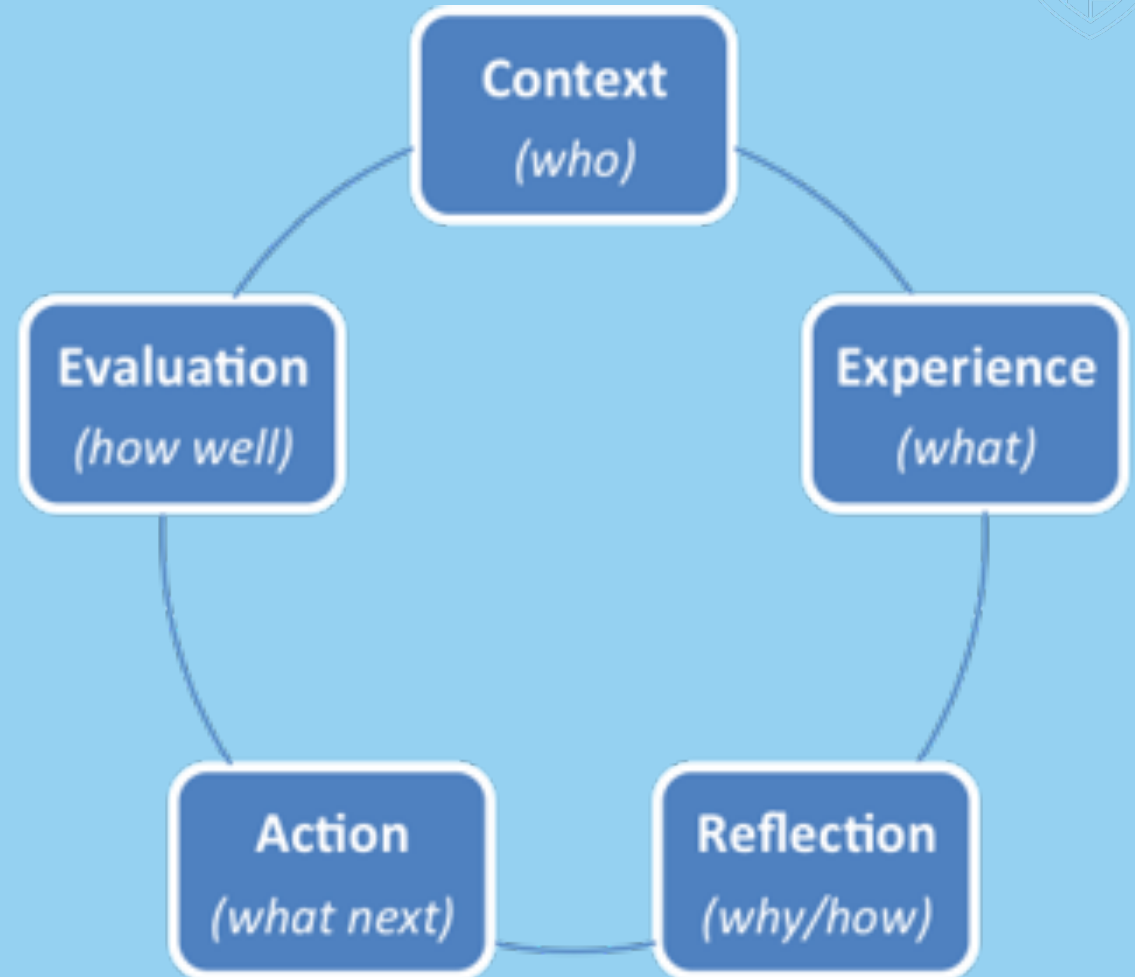 Context
(who)
Experience
(what)
Reflection
(why/how)
Action
(what next)
Evaluation
(how well)